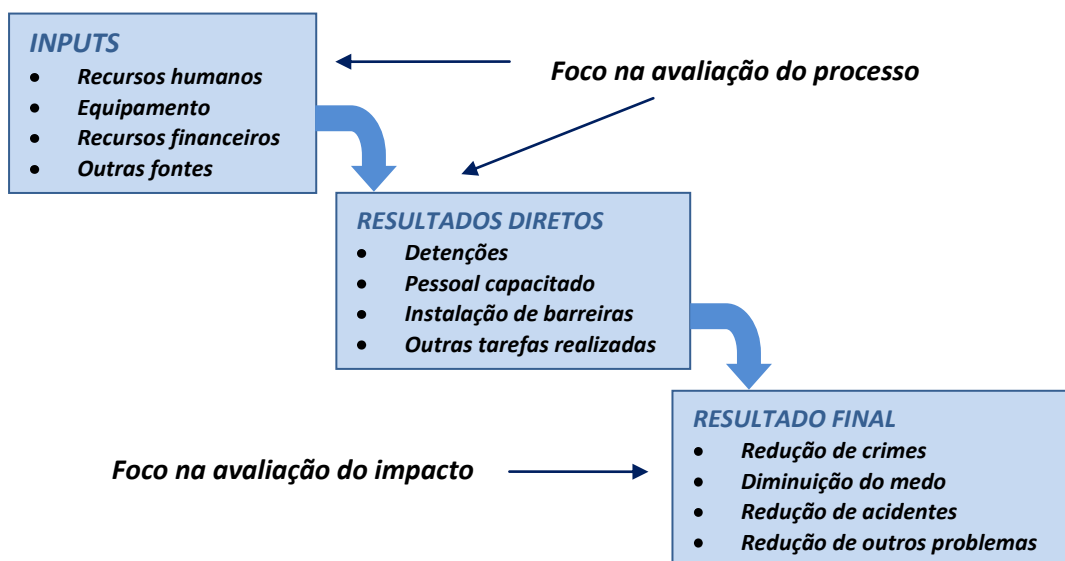 INPUTS
• Recursos humanos
• Equipamento
• Recursos financeiros
• Outras fontes
Foco na avaliação do processo
RESULTADOS DIRETOS
• Detenções
• Pessoal capacitado
• Instalação de barreiras
• Outras tarefas realizadas
Foco na avaliação do impacto
RESULTADO FINAL
• Redução de crimes
• Diminuição do medo
• Redução de acidentes
• Redução de outros problemas